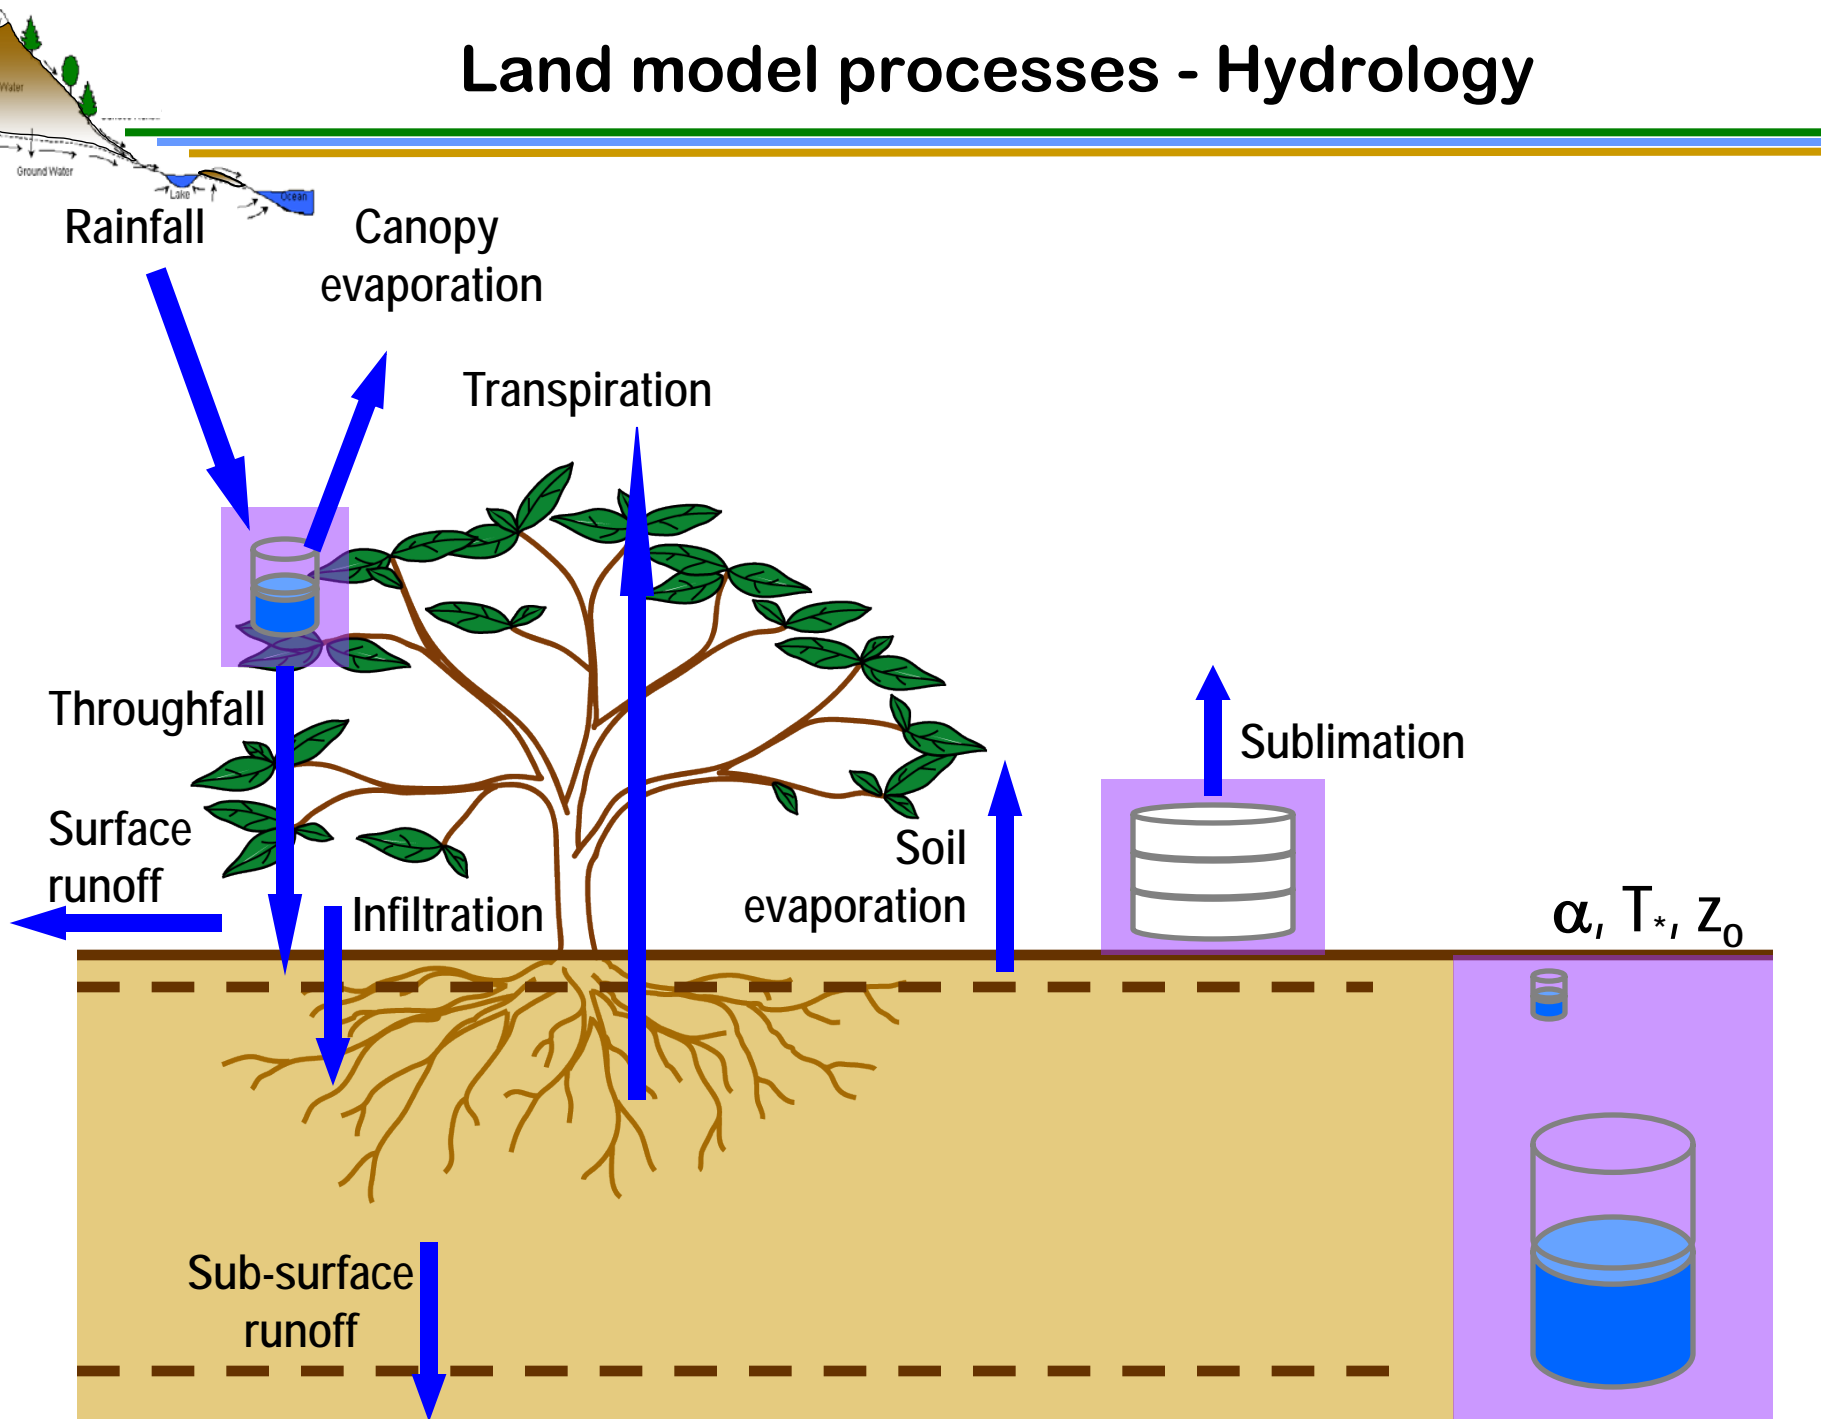 Land model processes - Hydrology
Water
Ground Water
Lake
Ocean
Rainfall
Canopy
evaporation
Transpiration
Throughfall
Sublimation
Surface
runoff
Infiltration
Soil
evaporation
α, T*, z0
Sub-surface
runoff